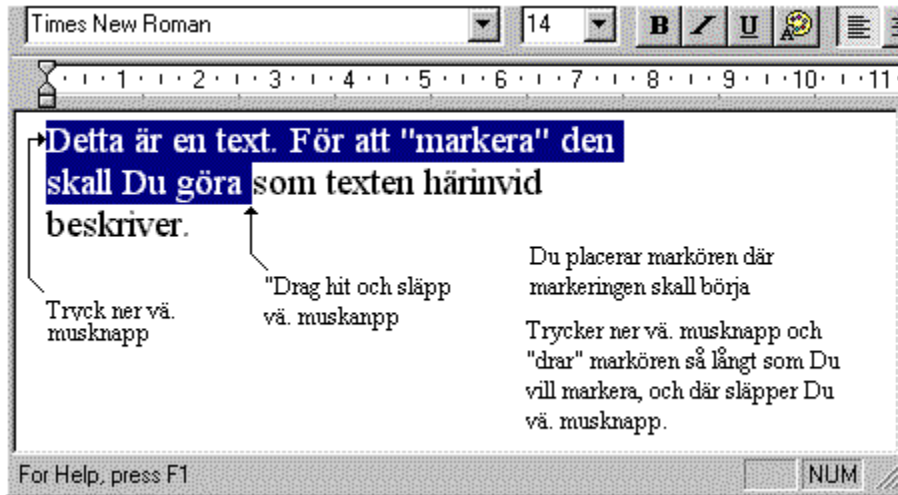 Times New Roman 14 B I U
1 2 3 4 5 6 7 8 9 10 11
Detta är en text. För att "markera" den
skall Du göra som texten härinvid
beskriver.
Tryck ner vä.
musknapp
"Drag hit och släpp
vä. muskanpp
Du placerar markören där
markeringen skall börja
Trycker ner vä. musknapp och
"drar" markören så långt som Du
vill markera, och där släpper Du
vä. musknapp.
For Help, press F1 NUM